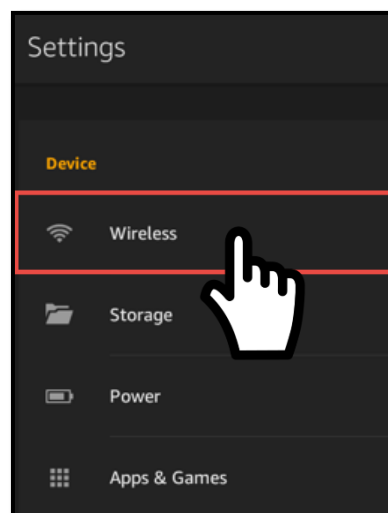 Settings
Device
Wireless
Storage
Power
Apps & Games